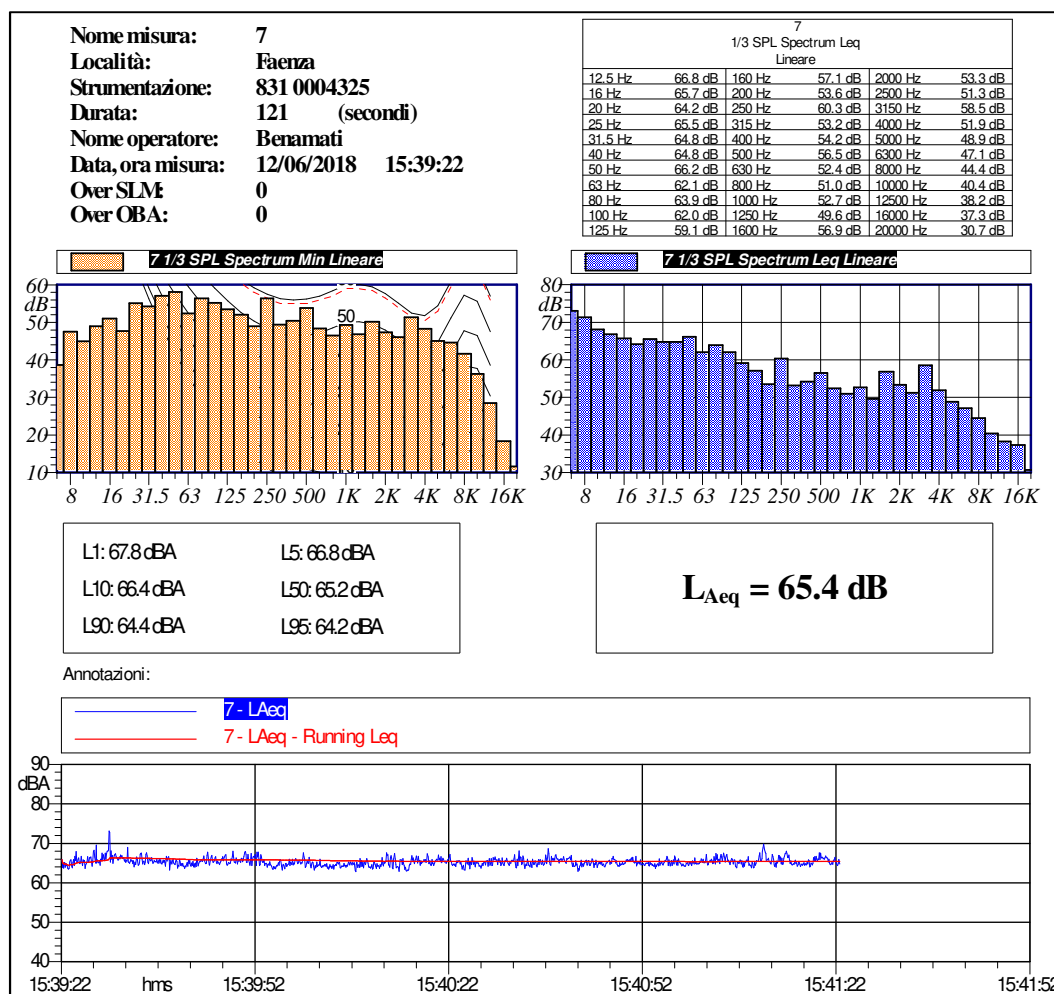 Nome misura: 7
Località: Faenza
Strumentazione: 831 0004325
Durata: 121 (secondi)
Nome operatore: Benamati
Data, ora misura: 12/06/2018 15:39:22
Over SLM: 0
Over OBA: 0
7
1/3 SPL Spectrum Leq
Lineare
12.5 Hz 66.8 dB 160 Hz 57.1 dB 2000 Hz 53.3 dB
16 Hz 65.7 dB 200 Hz 53.6 dB 2500 Hz 51.3 dB
20 Hz 64.2 dB 250 Hz 60.3 dB 3150 Hz 58.5 dB
25 Hz 65.5 dB 315 Hz 53.2 dB 4000 Hz 51.9 dB
31.5 Hz 64.8 dB 400 Hz 54.2 dB 5000 Hz 48.9 dB
40 Hz 64.8 dB 500 Hz 56.5 dB 6300 Hz 47.1 dB
50 Hz 66.2 dB 630 Hz 52.4 dB 8000 Hz 44.4 dB
63 Hz 62.1 dB 800 Hz 51.0 dB 10000 Hz 40.4 dB
80 Hz 63.9 dB 1000 Hz 52.7 dB 12500 Hz 38.2 dB
100 Hz 62.0 dB 1250 Hz 49.6 dB 16000 Hz 37.3 dB
125 Hz 59.1 dB 1600 Hz 56.9 dB 20000 Hz 30.7 dB
7 1/3 SPL Spectrum Min Lineare
60
dB
50
40
30
20
10
50
8 16 31.5 63 125 250 500 1K 2K 4K 8K 16K
7 1/3 SPL Spectrum Leq Lineare
80
dB
70
60
50
40
30
8 16 31.5 63 125 250 500 1K 2K 4K 8K 16K
L1: 67.8 dBA L5: 66.8 dBA
L10: 66.4 dBA L50: 65.2 dBA
L90: 64.4 dBA L95: 64.2 dBA
LAeq = 65.4 dB
Annotazioni:
7 - LAeq
7 - LAeq - Running Leq
90
dBA
80
70
60
50
40
15:39:22 hms 15:39:52 15:40:22 15:40:52 15:41:22 15:41:52